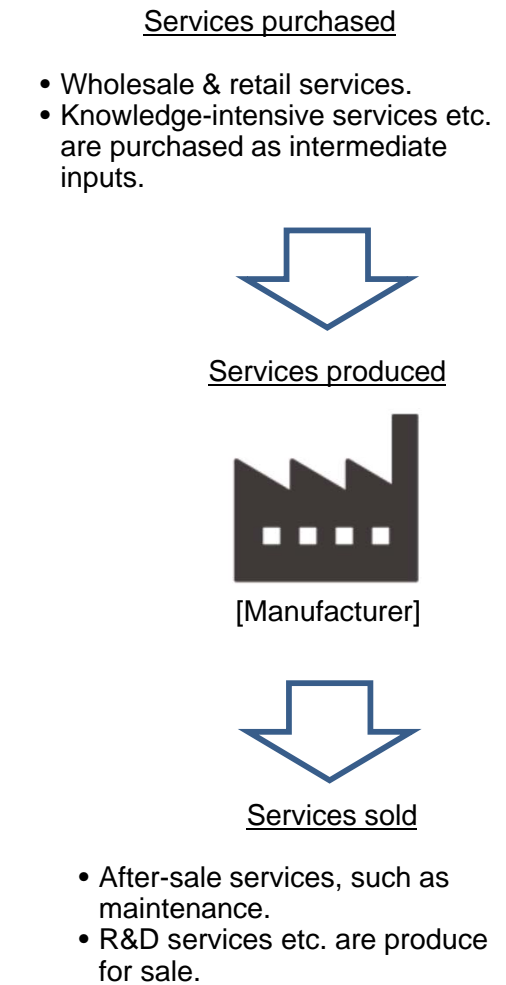 Services purchased
• Wholesale & retail services.
• Knowledge-intensive services etc.
are purchased as intermediate
inputs.
Services produced
[Manufacturer]
Services sold
• After-sale services, such as
maintenance.
• R&D services etc. are produce
for sale.